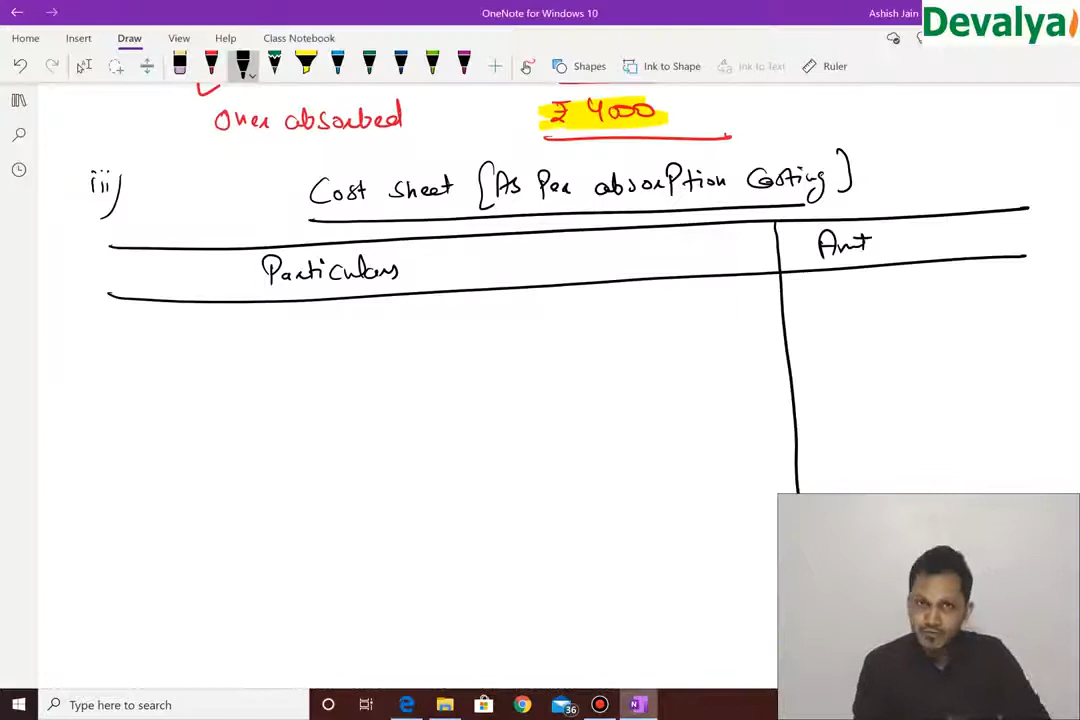 OneNote for Windows 10
Ashish Jain
Devalya
Home Insert Draw View Help Class Notebook
Shapes Ink to Shape Ink to Text Ruler
Over absorbed ₹ 4000
iii) Cost sheet [As Per absorption Costing]
Particulars Amt
Type here to search
36